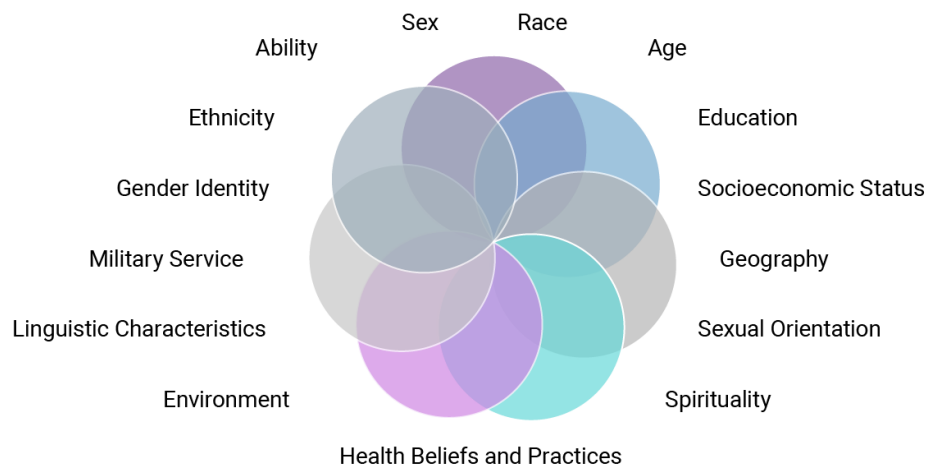 Sex
Race
Ability
Age
Ethnicity
Education
Gender Identity
Socioeconomic Status
Military Service
Geography
Linguistic Characteristics
Sexual Orientation
Environment
Spirituality
Health Beliefs and Practices